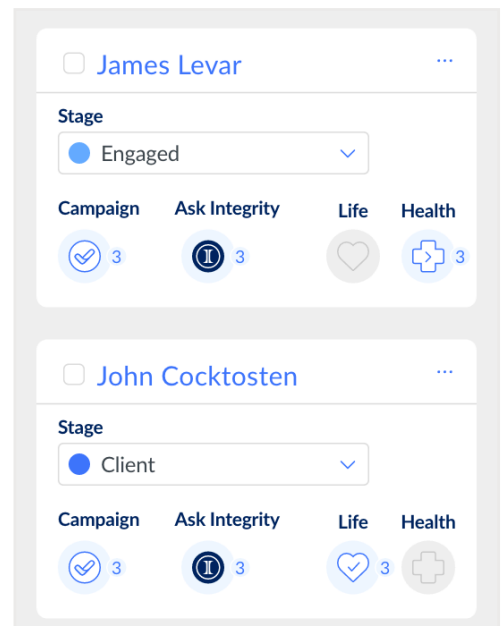 James Levar ...
Stage
Engaged
Campaign Ask Integrity Life Health
3 3 3
John Cocktosten ...
Stage
Client
Campaign Ask Integrity Life Health
3 3 3